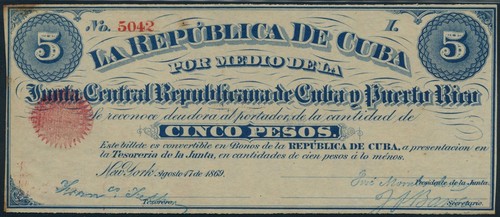 No. 5042 I.
5 LA REPÚBLICA DE CUBA 5
POR MEDIO DE LA
Junta Central Republicana de Cuba y Puerto Rico
Se reconoce deudora al portador, de la cantidad de
CINCO PESOS.
Este billete es convertible en Bonos de la REPÚBLICA DE CUBA, a presentacion en
la Tesoreria de la Junta, en cantidades de cien pesos ó lo ménos.
New York Agosto 17 de 1869.
Presidente de la Junta.
Tesorero. Secretario.